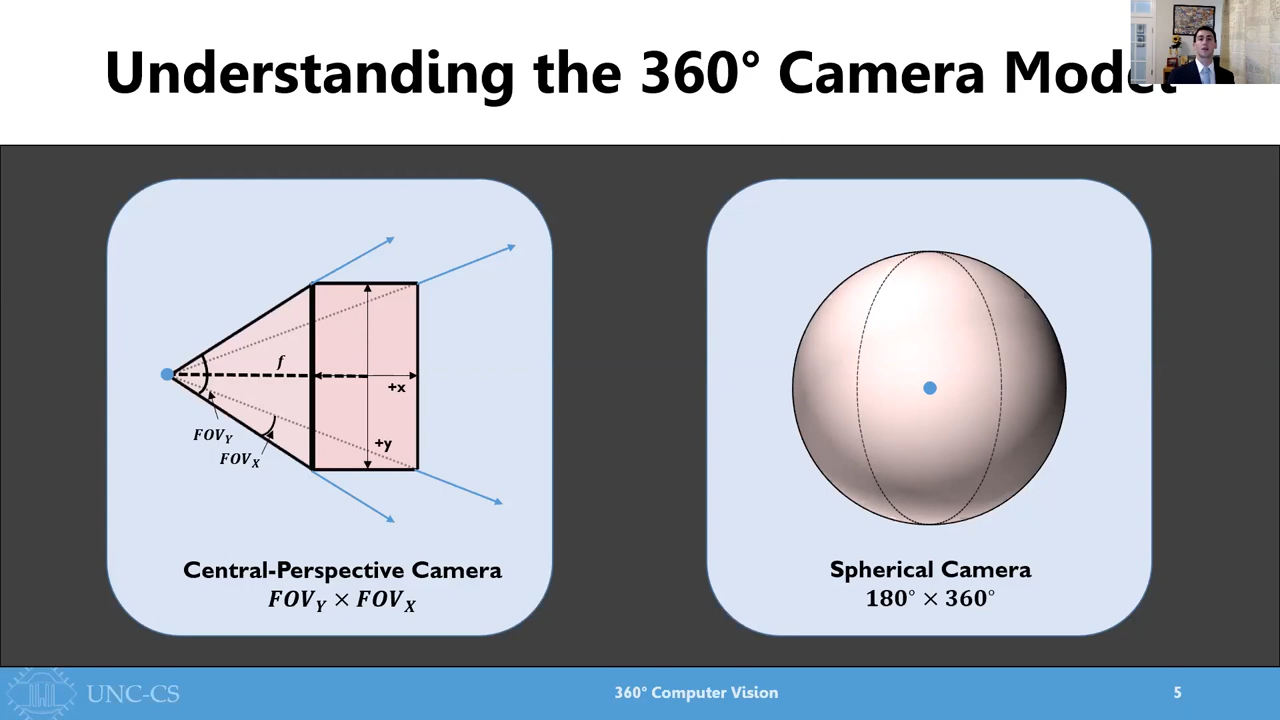 Understanding the 360° Camera Model
f
+x
+y
FOV_Y
FOV_X
Central-Perspective Camera
FOV_Y × FOV_X
Spherical Camera
180° × 360°
UNC-CS
360° Computer Vision
5